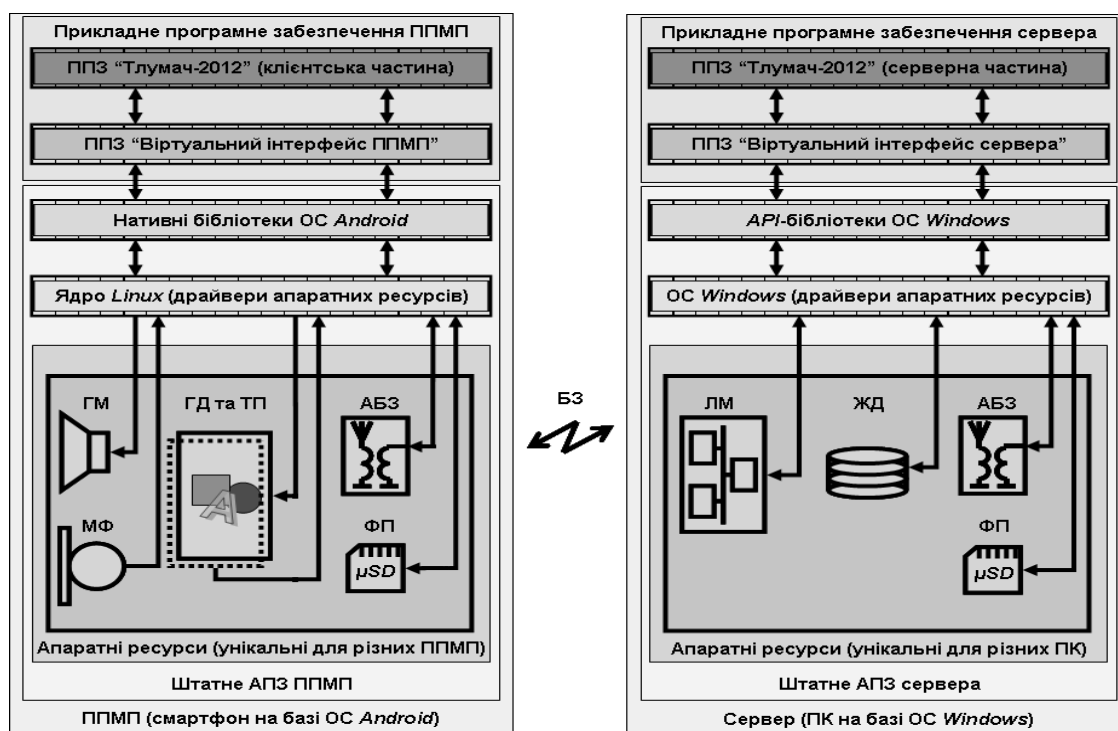 Прикладне програмне забезпечення ППМП
ППЗ “Тлумач-2012” (клієнтська частина)
ППЗ “Віртуальний інтерфейс ППМП”
Нативні бібліотеки ОС Android
Ядро Linux (драйвери апаратних ресурсів)
ГМ
ГД та ТП
АБЗ
A
МФ
ФП
µSD
Апаратні ресурси (унікальні для різних ППМП)
Штатне АПЗ ППМП
ППМП (смартфон на базі ОС Android)
БЗ
Прикладне програмне забезпечення сервера
ППЗ “Тлумач-2012” (серверна частина)
ППЗ “Віртуальний інтерфейс сервера”
API-бібліотеки ОС Windows
ОС Windows (драйвери апаратних ресурсів)
ЛМ
ЖД
АБЗ
ФП
µSD
Апаратні ресурси (унікальні для різних ПК)
Штатне АПЗ сервера
Сервер (ПК на базі ОС Windows)